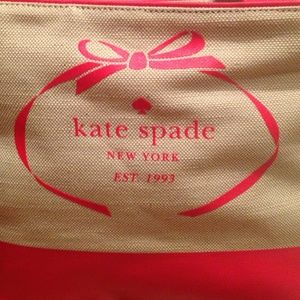 kate spade
NEW YORK
EST. 1993